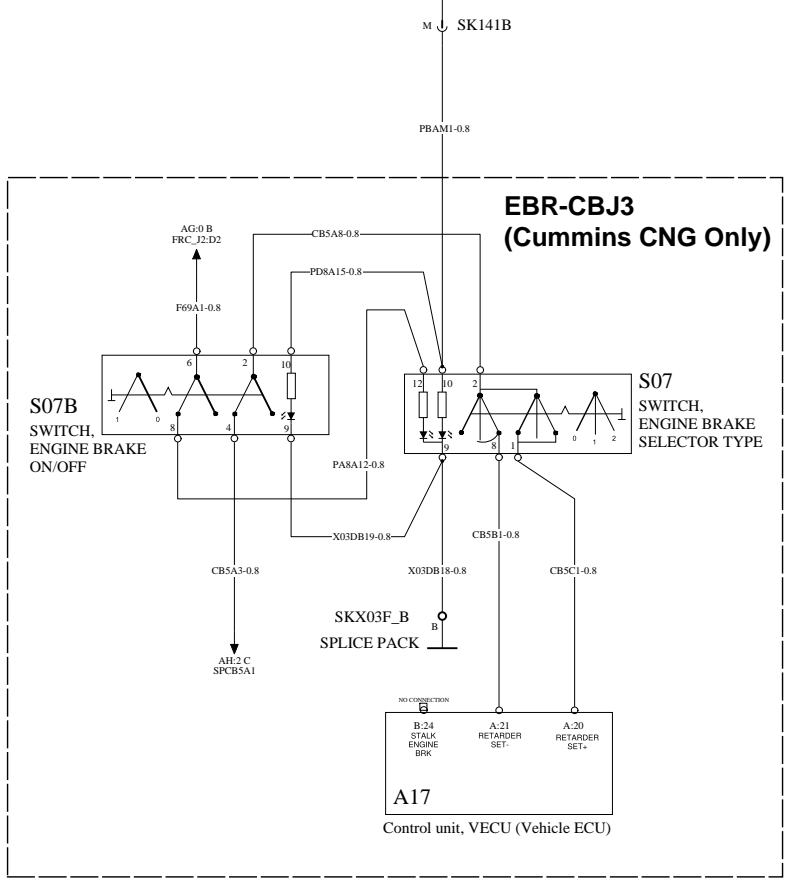 M SK141B
PBAM1-0.8
EBR-CBJ3
(Cummins CNG Only)
AG:0 B
FRC_J2:D2
CB5A8-0.8
PD8A15-0.8
F69A1-0.8
6 2 10
12 10 2
S07B
SWITCH,
ENGINE BRAKE
ON/OFF
1 0
8 4 9
S07
SWITCH,
ENGINE BRAKE
SELECTOR TYPE
0 1 2
9 8 1
PA8A12-0.8
X03DB19-0.8
CB5B1-0.8
CB5A3-0.8
X03DB18-0.8
CB5C1-0.8
SKX03F_B
B
SPLICE PACK
AH:2 C
SPCB5A1
NO CONNECTION
B:24
STALK
ENGINE
BRK
A:21
RETARDER
SET-
A:20
RETARDER
SET+
A17
Control unit, VECU (Vehicle ECU)